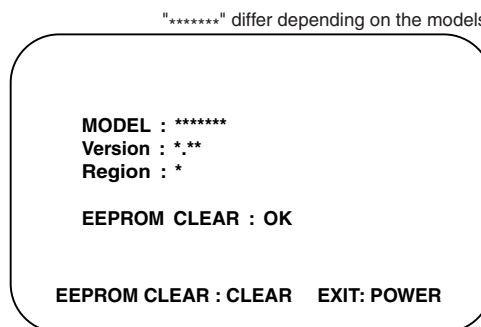 "*******" differ depending on the models
MODEL : *******
Version : *.**
Region : *
EEPROM CLEAR : OK
EEPROM CLEAR : CLEAR EXIT: POWER